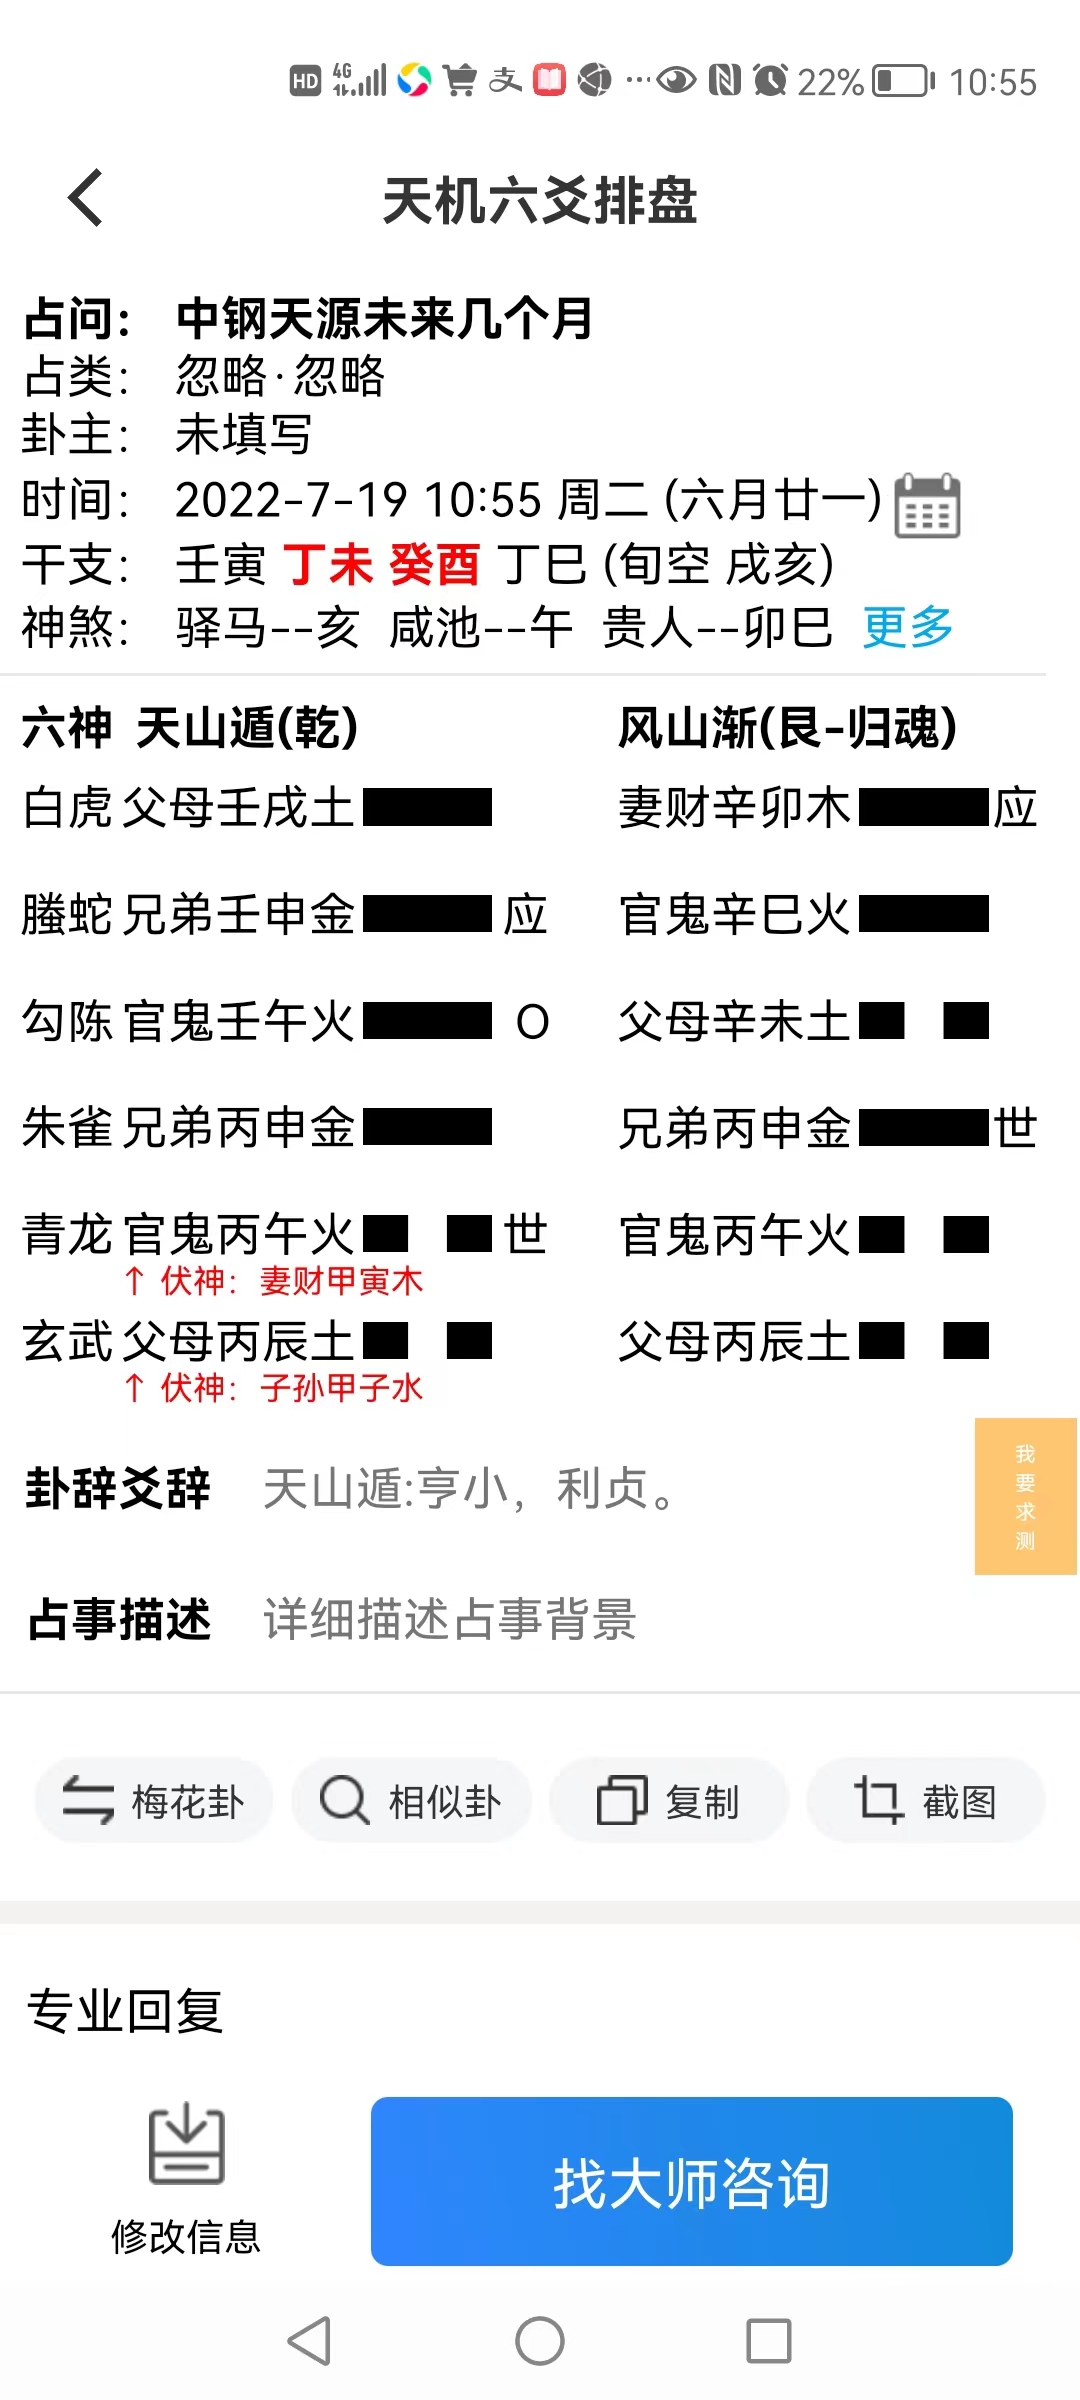 HD 4G 支 ··· 22% 10:55
天机六爻排盘
占问： 中钢天源未来几个月
占类： 忽略·忽略
卦主： 未填写
时间： 2022-7-19 10:55 周二 (六月廿一)
干支： 壬寅 丁未 癸酉 丁巳 (旬空 戌亥)
神煞： 驿马--亥 咸池--午 贵人--卯巳 更多
六神 天山遁(乾) 风山渐(艮-归魂)
白虎 父母壬戌土 妻财辛卯木 应
螣蛇 兄弟壬申金 应 官鬼辛巳火
勾陈 官鬼壬午火 O 父母辛未土
朱雀 兄弟丙申金 兄弟丙申金 世
青龙 官鬼丙午火 世 官鬼丙午火
↑ 伏神：妻财甲寅木
玄武 父母丙辰土 父母丙辰土
↑ 伏神：子孙甲子水
我要求测
卦辞爻辞 天山遁:亨小，利贞。
占事描述 详细描述占事背景
梅花卦 相似卦 复制 截图
专业回复
修改信息 找大师咨询